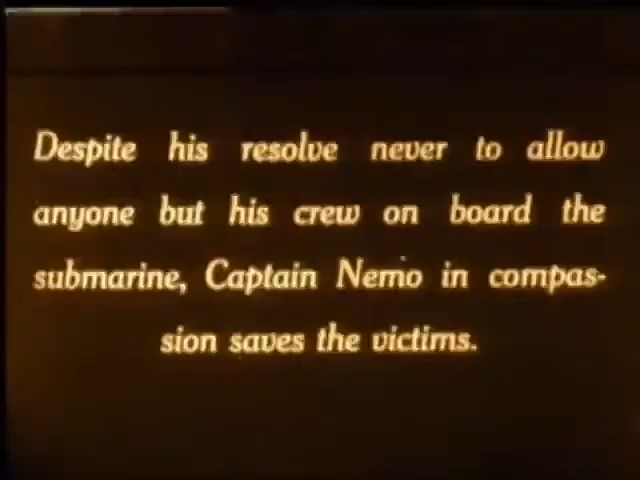 Despite his resolve never to allow
anyone but his crew on board the
submarine, Captain Nemo in compas-
sion saves the victims.